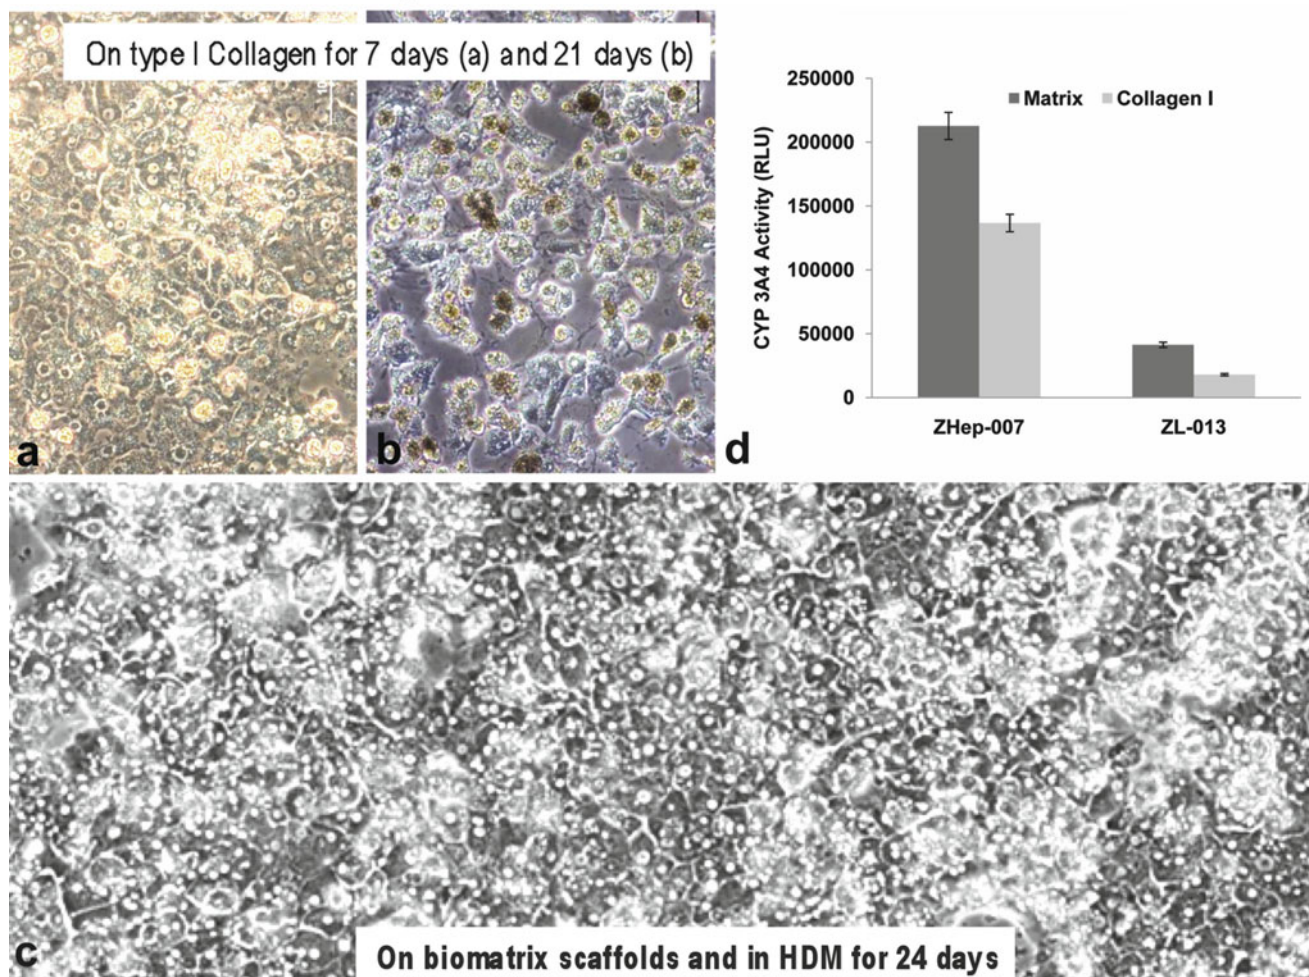 On type I Collagen for 7 days (a) and 21 days (b)
a
b
250000
200000
150000
100000
50000
0
CYP 3A4 Activity (RLU)
Matrix
Collagen I
ZHep-007
ZL-013
d
c
On biomatrix scaffolds and in HDM for 24 days